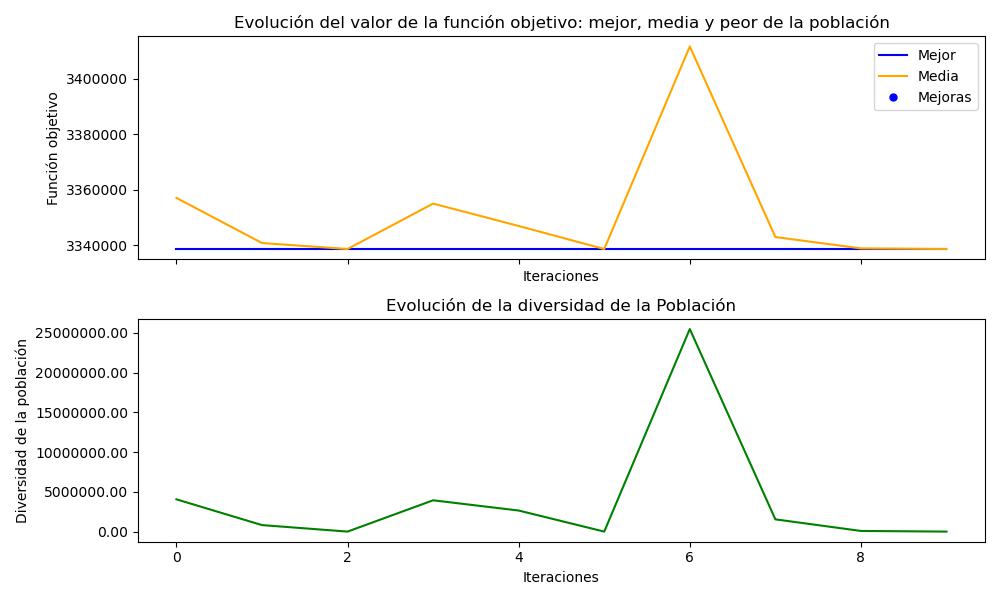 Evolución del valor de la función objetivo: mejor, media y peor de la población
Función objetivo
3400000
3380000
3360000
3340000
Mejor
Media
Mejoras
Iteraciones
Evolución de la diversidad de la Población
Diversidad de la población
25000000.00
20000000.00
15000000.00
10000000.00
5000000.00
0.00
0
2
4
6
8
Iteraciones